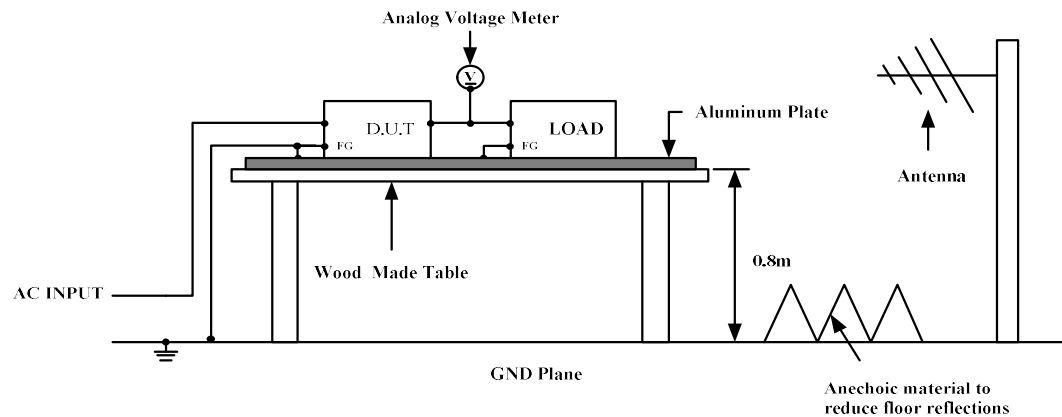 Analog Voltage Meter
V
D.U.T
LOAD
FG
FG
Aluminum Plate
Antenna
Wood Made Table
0.8m
AC INPUT
GND Plane
Anechoic material to
reduce floor reflections